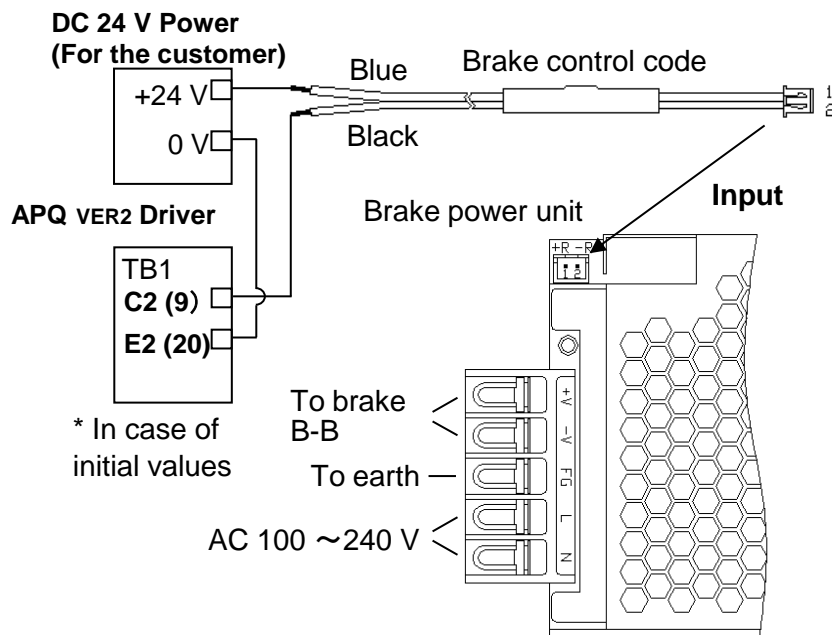 DC 24 V Power
(For the customer)
+24 V
0 V
Blue
Black
Brake control code
1
2
Input
APQ VER2 Driver
TB1
C2 (9)
E2 (20)
* In case of
initial values
Brake power unit
+R -R
1 2
To brake
B-B
To earth
AC 100 ～240 V
+V
-V
FG
L
N